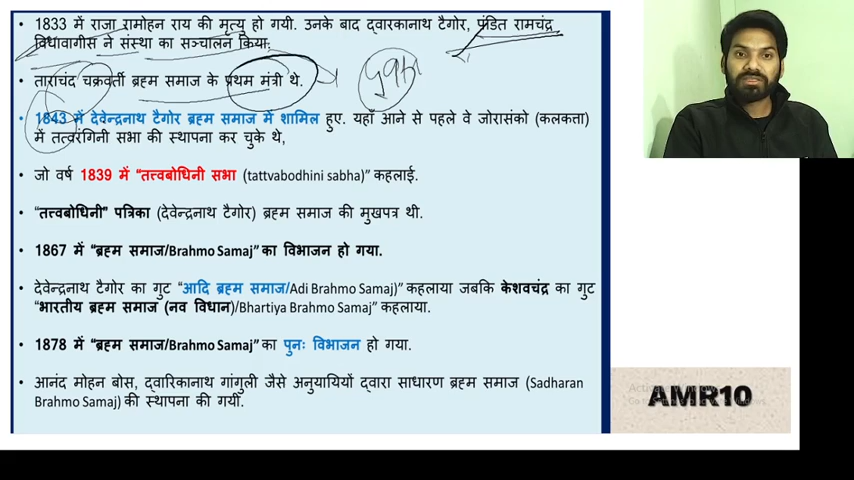 • 1833 में राजा रामोहन राय की मृत्यु हो गयी. उनके बाद द्वारकानाथ टैगोर, पंडित रामचंद्र
विधावागीस ने संस्था का सञ्चालन किया.
• ताराचंद चक्रवर्ती ब्रह्म समाज के प्रथम मंत्री थे.
• 1843 में देवेन्द्रनाथ टैगोर ब्रह्म समाज में शामिल हुए. यहाँ आने से पहले वे जोरासंको (कलकता)
में तत्वरंगिनी सभा की स्थापना कर चुके थे,
• जो वर्ष 1839 में "तत्त्वबोधिनी सभा (tattvabodhini sabha)" कहलाई.
• "तत्त्वबोधिनी" पत्रिका (देवेन्द्रनाथ टैगोर) ब्रह्म समाज की मुखपत्र थी.
• 1867 में "ब्रह्म समाज/Brahmo Samaj" का विभाजन हो गया.
• देवेन्द्रनाथ टैगोर का गुट "आदि ब्रह्म समाज/Adi Brahmo Samaj)" कहलाया जबकि केशवचंद्र का गुट
"भारतीय ब्रह्म समाज (नव विधान)/Bhartiya Brahmo Samaj" कहलाया.
• 1878 में "ब्रह्म समाज/Brahmo Samaj" का पुनः विभाजन हो गया.
• आनंद मोहन बोस, द्वारिकानाथ गांगुली जैसे अनुयायियों द्वारा साधारण ब्रह्म समाज (Sadharan
Brahmo Samaj) की स्थापना की गयी.
AMR10